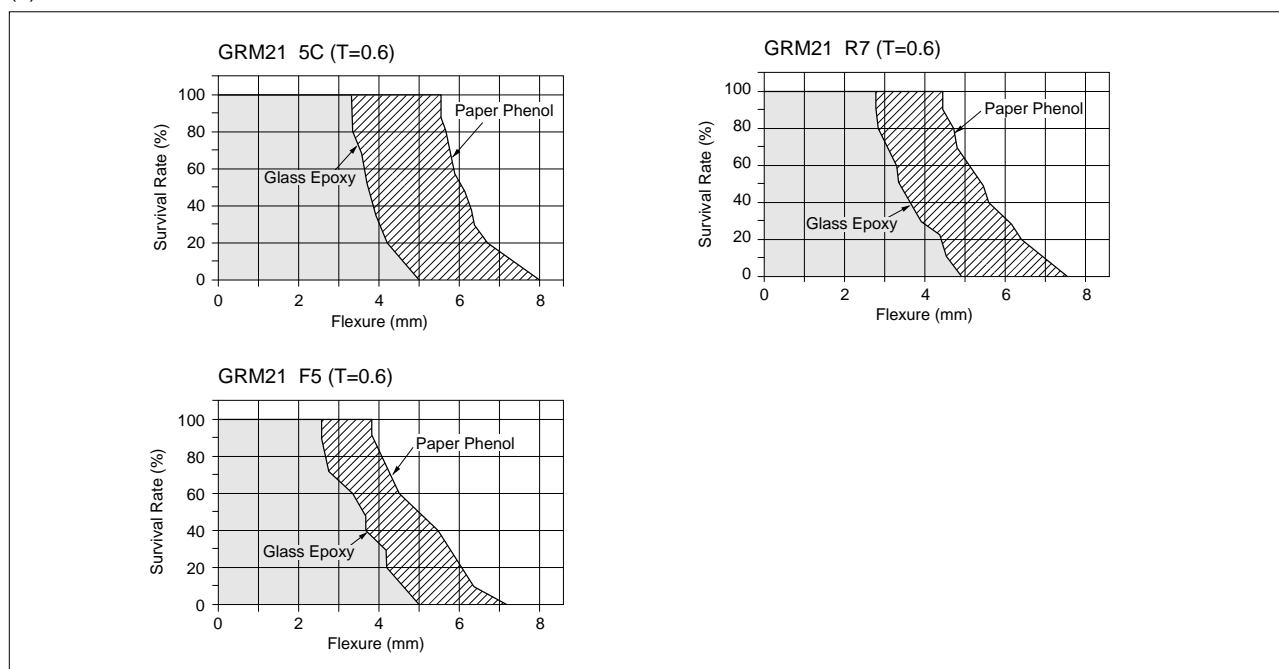 GRM21 5C (T=0.6)
Survival Rate (%)
100
80
60
40
20
0
Paper Phenol
Glass Epoxy
0 2 4 6 8
Flexure (mm)
GRM21 R7 (T=0.6)
Survival Rate (%)
100
80
60
40
20
0
Paper Phenol
Glass Epoxy
0 2 4 6 8
Flexure (mm)
GRM21 F5 (T=0.6)
Survival Rate (%)
100
80
60
40
20
0
Paper Phenol
Glass Epoxy
0 2 4 6 8
Flexure (mm)